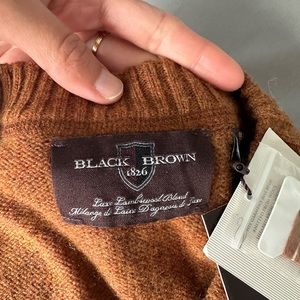 BLACK BROWN
1826
Luxe Lambswool Blend
Mélange de Laine D'agneau de Luxe